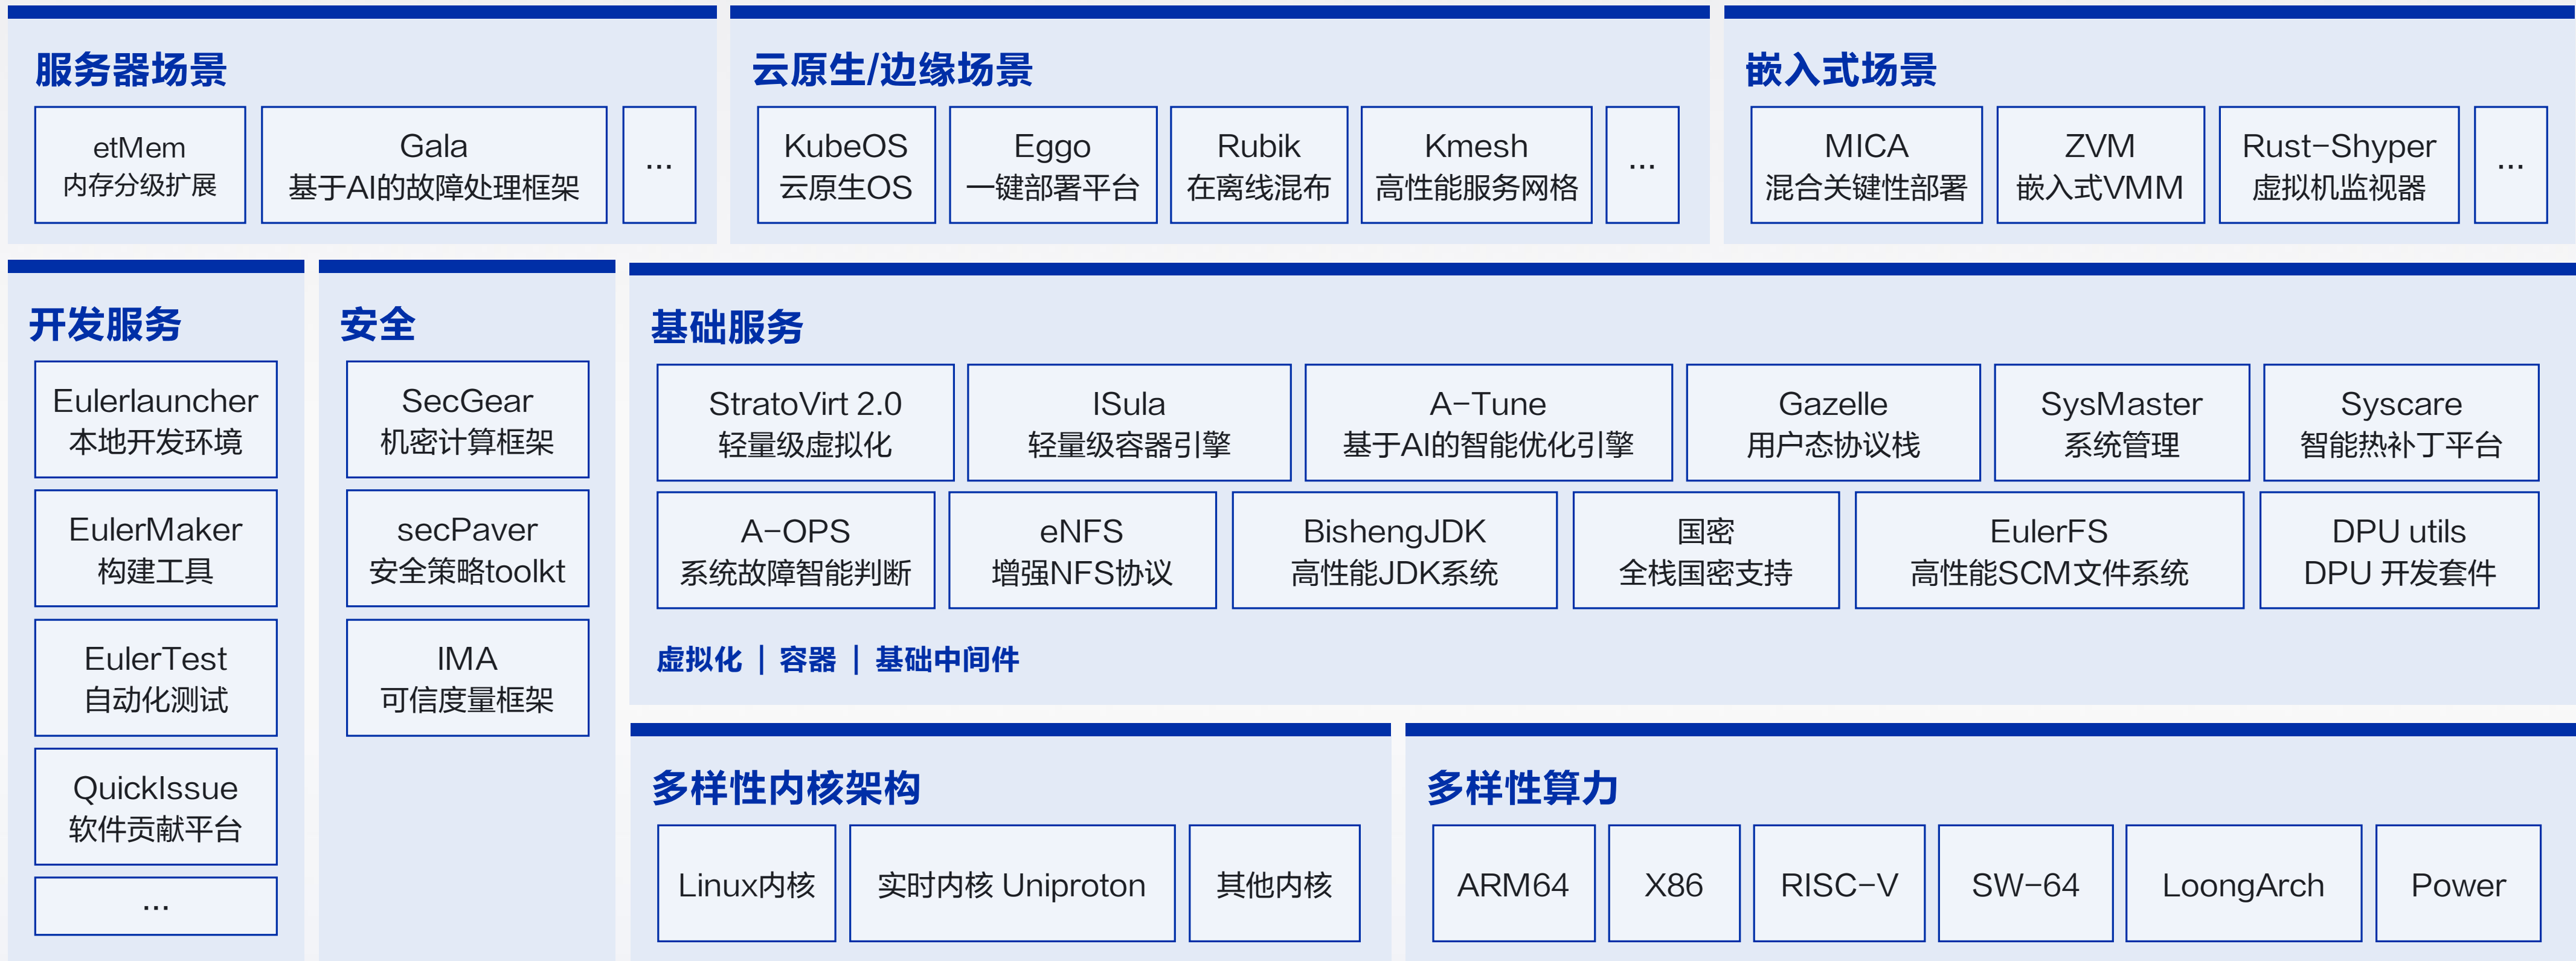 服务器场景
etMem
内存分级扩展
Gala
基于AI的故障处理框架
...
云原生/边缘场景
KubeOS
云原生OS
Eggo
一键部署平台
Rubik
在离线混布
Kmesh
高性能服务网格
...
嵌入式场景
MICA
混合关键性部署
ZVM
嵌入式VMM
Rust-Shyper
虚拟机监视器
...
开发服务
Eulerlauncher
本地开发环境
EulerMaker
构建工具
EulerTest
自动化测试
QuickIssue
软件贡献平台
...
安全
SecGear
机密计算框架
secPaver
安全策略toolkt
IMA
可信度量框架
基础服务
StratoVirt 2.0
轻量级虚拟化
ISula
轻量级容器引擎
A-Tune
基于AI的智能优化引擎
Gazelle
用户态协议栈
SysMaster
系统管理
Syscare
智能热补丁平台
A-OPS
系统故障智能判断
eNFS
增强NFS协议
BishengJDK
高性能JDK系统
国密
全栈国密支持
EulerFS
高性能SCM文件系统
DPU utils
DPU 开发套件
虚拟化 | 容器 | 基础中间件
多样性内核架构
Linux内核
实时内核 Uniproton
其他内核
多样性算力
ARM64
X86
RISC-V
SW-64
LoongArch
Power